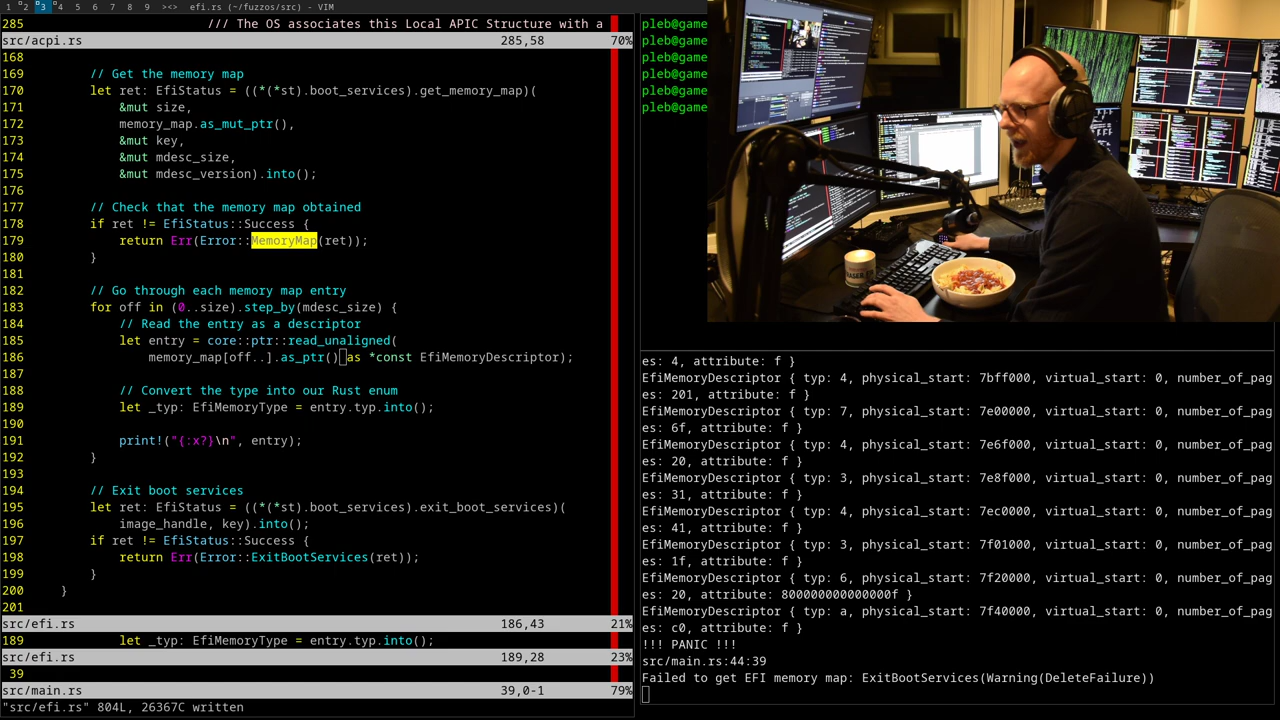 1 2 3 4 5 6 7 8 9 ><> efi.rs (~/fuzzos/src) - VIM
285 /// The OS associates this Local APIC Structure with a
src/acpi.rs 285,58 70%
168
169 // Get the memory map
170 let ret: EfiStatus = ((*(*st).boot_services).get_memory_map)(
171 &mut size,
172 memory_map.as_mut_ptr(),
173 &mut key,
174 &mut mdesc_size,
175 &mut mdesc_version).into();
176
177 // Check that the memory map obtained
178 if ret != EfiStatus::Success {
179 return Err(Error::MemoryMap(ret));
180 }
181
182 // Go through each memory map entry
183 for off in (0..size).step_by(mdesc_size) {
184 // Read the entry as a descriptor
185 let entry = core::ptr::read_unaligned(
186 memory_map[off..].as_ptr() as *const EfiMemoryDescriptor);
187
188 // Convert the type into our Rust enum
189 let _typ: EfiMemoryType = entry.typ.into();
190
191 print!("{:x?}\n", entry);
192 }
193
194 // Exit boot services
195 let ret: EfiStatus = ((*(*st).boot_services).exit_boot_services)(
196 image_handle, key).into();
197 if ret != EfiStatus::Success {
198 return Err(Error::ExitBootServices(ret));
199 }
200 }
201
src/efi.rs 186,43 21%
189 let _typ: EfiMemoryType = entry.typ.into();
src/efi.rs 189,28 23%
39
src/main.rs 39,0-1 79%
"src/efi.rs" 804L, 26367C written
pleb@game
pleb@game
pleb@game
pleb@game
pleb@game
pleb@game
es: 4, attribute: f }
EfiMemoryDescriptor { typ: 4, physical_start: 7bff000, virtual_start: 0, number_of_pag
es: 201, attribute: f }
EfiMemoryDescriptor { typ: 7, physical_start: 7e00000, virtual_start: 0, number_of_pag
es: 6f, attribute: f }
EfiMemoryDescriptor { typ: 4, physical_start: 7e6f000, virtual_start: 0, number_of_pag
es: 20, attribute: f }
EfiMemoryDescriptor { typ: 3, physical_start: 7e8f000, virtual_start: 0, number_of_pag
es: 31, attribute: f }
EfiMemoryDescriptor { typ: 4, physical_start: 7ec0000, virtual_start: 0, number_of_pag
es: 41, attribute: f }
EfiMemoryDescriptor { typ: 3, physical_start: 7f01000, virtual_start: 0, number_of_pag
es: 1f, attribute: f }
EfiMemoryDescriptor { typ: 6, physical_start: 7f20000, virtual_start: 0, number_of_pag
es: 20, attribute: 800000000000000f }
EfiMemoryDescriptor { typ: a, physical_start: 7f40000, virtual_start: 0, number_of_pag
es: c0, attribute: f }
!!! PANIC !!!
src/main.rs:44:39
Failed to get EFI memory map: ExitBootServices(Warning(DeleteFailure))